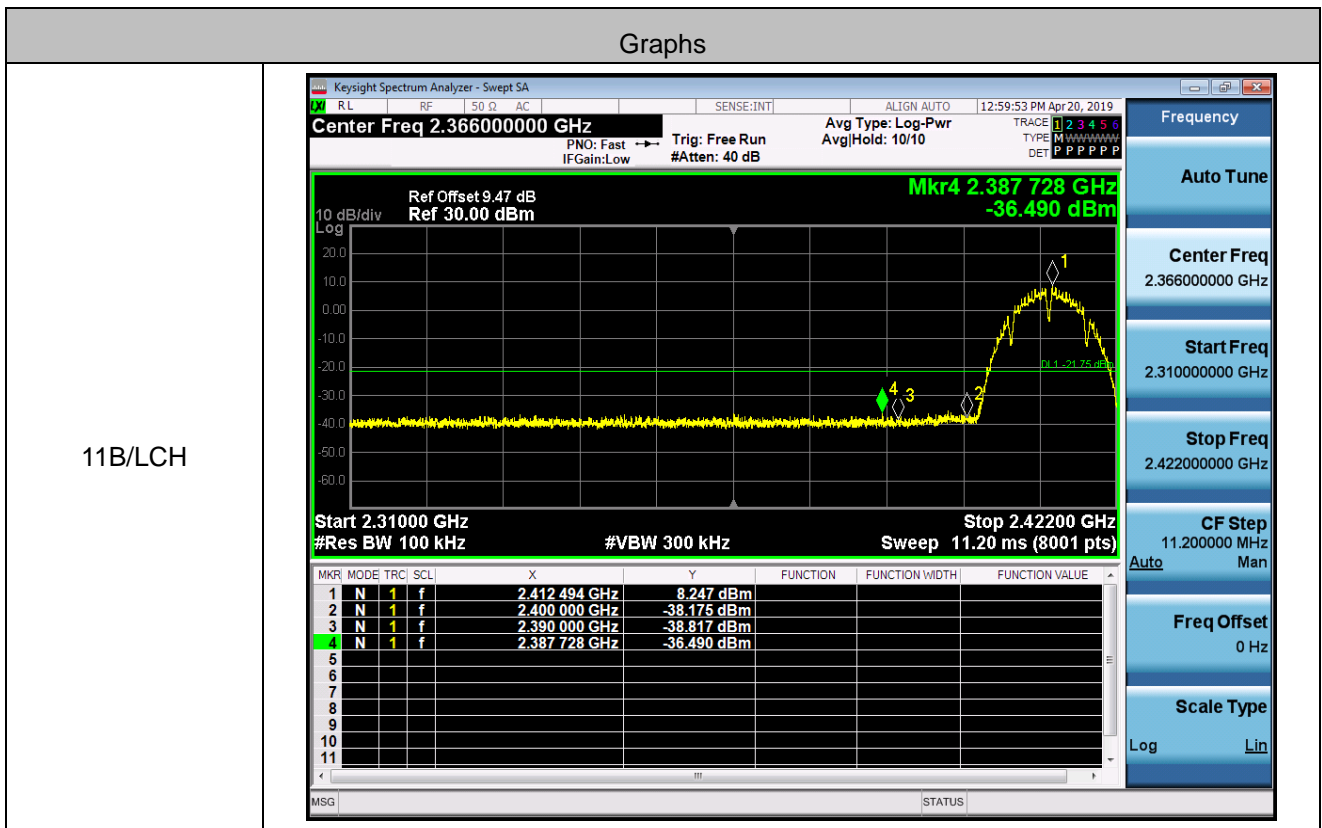 Graphs
11B/LCH
Keysight Spectrum Analyzer - Swept SA
LXI RL RF 50 Ω AC SENSE:INT ALIGN AUTO 12:59:53 PM Apr 20, 2019
Center Freq 2.366000000 GHz
PNO: Fast
IFGain:Low
Trig: Free Run
#Atten: 40 dB
Avg Type: Log-Pwr
Avg|Hold: 10/10
TRACE 1 2 3 4 5 6
TYPE M W W W W W
DET P P P P P P
Ref Offset 9.47 dB
10 dB/div Ref 30.00 dBm
Log
Mkr4 2.387 728 GHz
-36.490 dBm
20.0
10.0
0.00
-10.0
-20.0
-30.0
-40.0
-50.0
-60.0
1
DL1 -21.75 dBm
4 3 2
Start 2.31000 GHz Stop 2.42200 GHz
#Res BW 100 kHz #VBW 300 kHz Sweep 11.20 ms (8001 pts)
MKR MODE TRC SCL X Y FUNCTION FUNCTION WIDTH FUNCTION VALUE
1 N 1 f 2.412 494 GHz 8.247 dBm
2 N 1 f 2.400 000 GHz -38.175 dBm
3 N 1 f 2.390 000 GHz -38.817 dBm
4 N 1 f 2.387 728 GHz -36.490 dBm
5
6
7
8
9
10
11
MSG STATUS
Frequency
Auto Tune
Center Freq
2.366000000 GHz
Start Freq
2.310000000 GHz
Stop Freq
2.422000000 GHz
CF Step
11.200000 MHz
Auto Man
Freq Offset
0 Hz
Scale Type
Log Lin